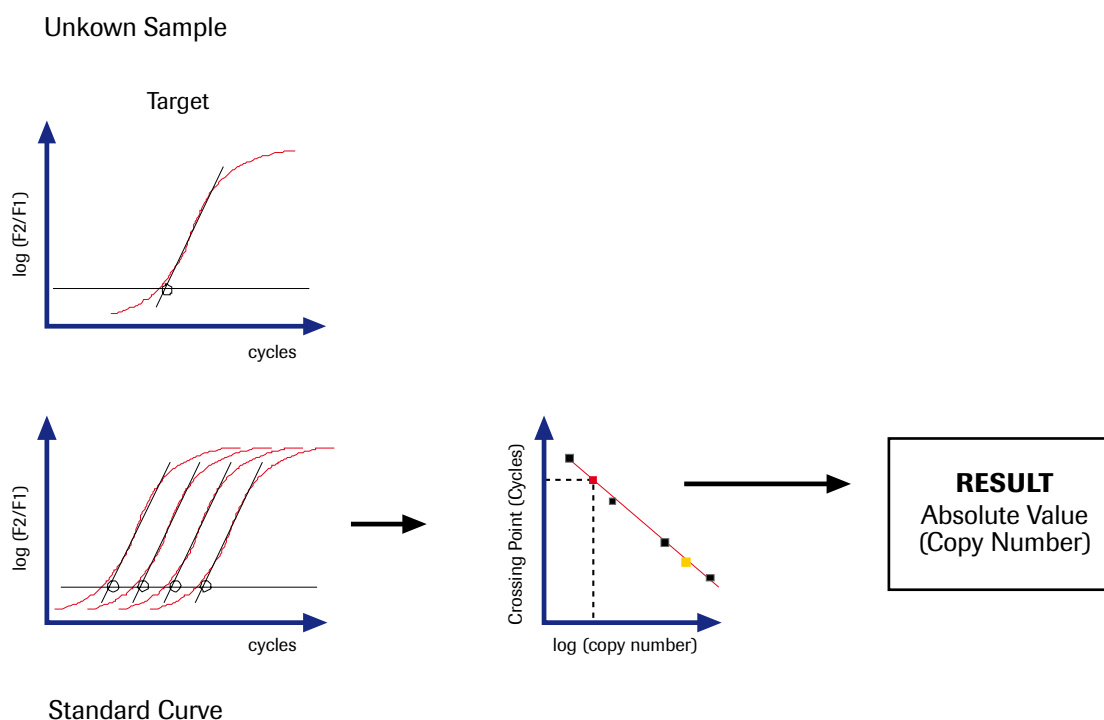 Unkown Sample
Target
log (F2/F1)
cycles
log (F2/F1)
cycles
Crossing Point (Cycles)
log (copy number)
RESULT
Absolute Value
(Copy Number)
Standard Curve